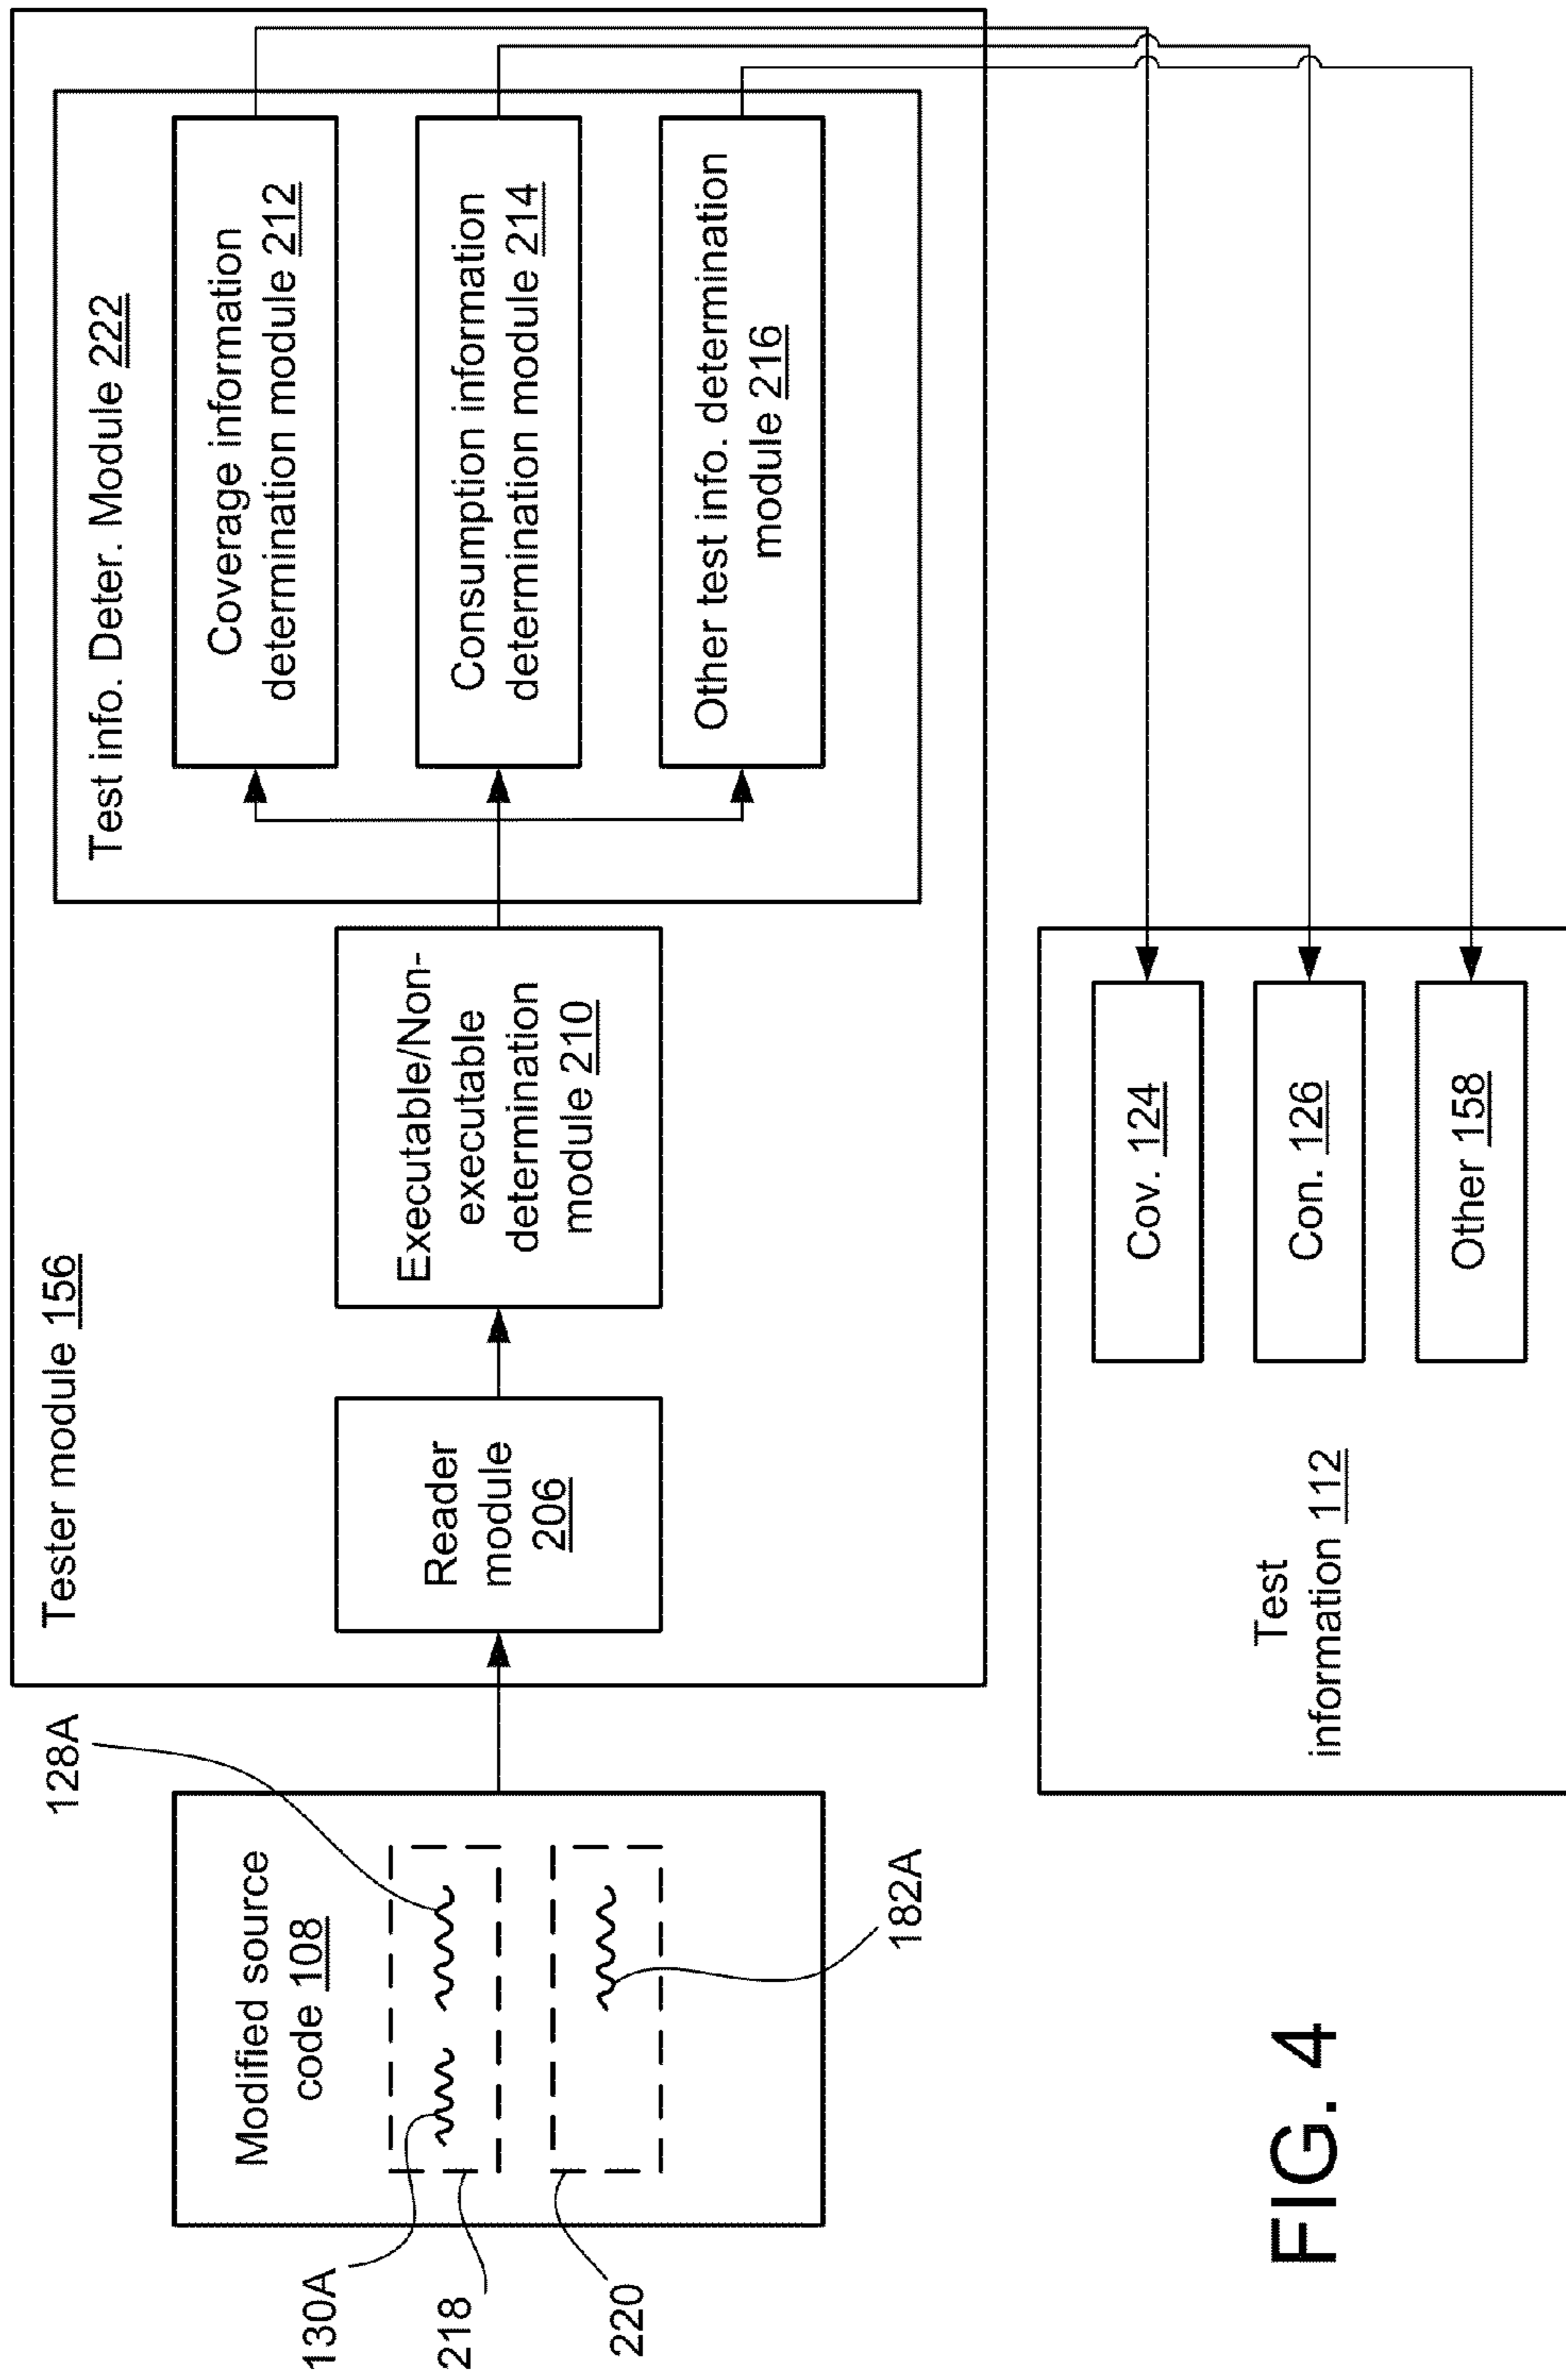 Tester module 156
Test info. Deter. Module 222
Modified source
code 108
128A
130A
218
220
182A
Reader
module
206
Executable/Non-
executable
determination
module 210
Coverage information
determination module 212
Consumption information
determination module 214
Other test info. determination
module 216
Test
information 112
Cov. 124
Con. 126
Other 158
FIG. 4